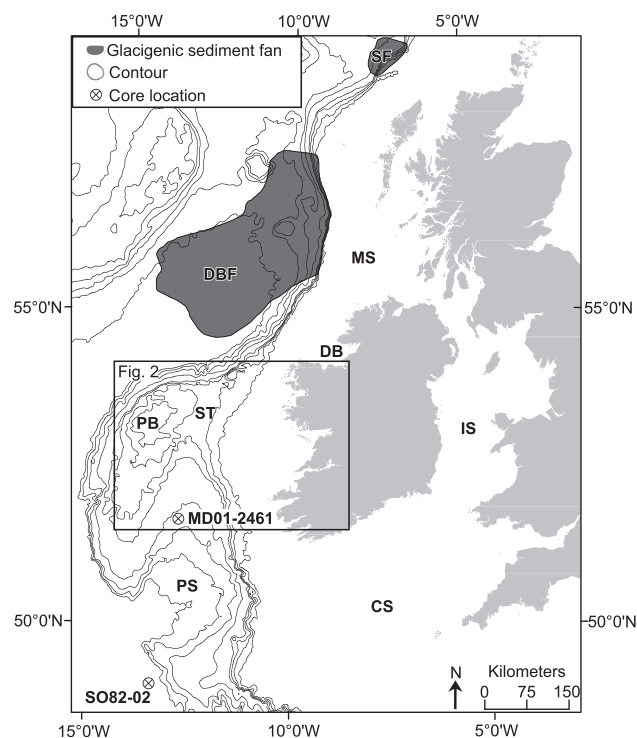 15°0'W 10°0'W 5°0'W
Glacigenic sediment fan
Contour
Core location
SF
MS
DBF
55°0'N 55°0'N
DB
Fig. 2
ST
PB
IS
MD01-2461
PS
CS
50°0'N 50°0'N
N Kilometers
0 75 150
SO82-02
15°0'W 10°0'W 5°0'W